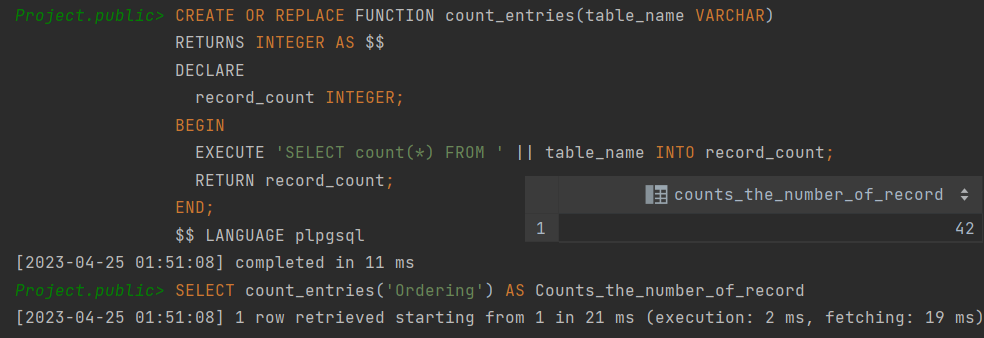 Project.public> CREATE OR REPLACE FUNCTION count_entries(table_name VARCHAR)
RETURNS INTEGER AS $$
DECLARE
record_count INTEGER;
BEGIN
EXECUTE 'SELECT count(*) FROM ' || table_name INTO record_count;
RETURN record_count;
END;
$$ LANGUAGE plpgsql
counts_the_number_of_record
1 42
[2023-04-25 01:51:08] completed in 11 ms
Project.public> SELECT count_entries('Ordering') AS Counts_the_number_of_record
[2023-04-25 01:51:08] 1 row retrieved starting from 1 in 21 ms (execution: 2 ms, fetching: 19 ms)